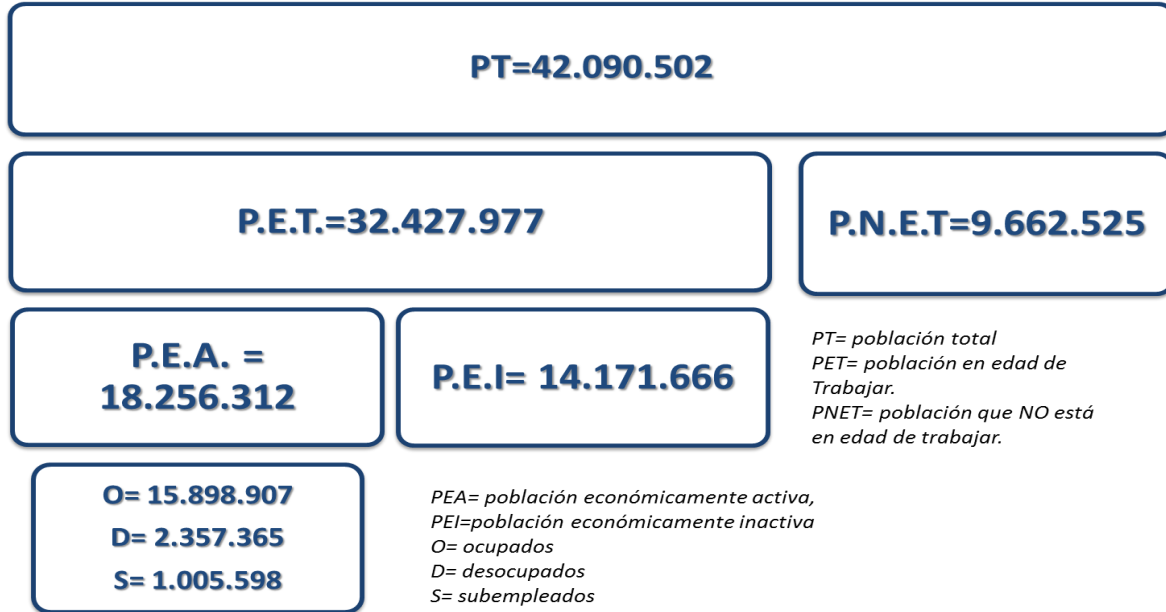 PT=42.090.502
P.E.T.=32.427.977
P.N.E.T=9.662.525
P.E.A. =
18.256.312
P.E.I= 14.171.666
PT= población total
PET= población en edad de
Trabajar.
PNET= población que NO está
en edad de trabajar.
O= 15.898.907
D= 2.357.365
S= 1.005.598
PEA= población económicamente activa,
PEI=población económicamente inactiva
O= ocupados
D= desocupados
S= subempleados